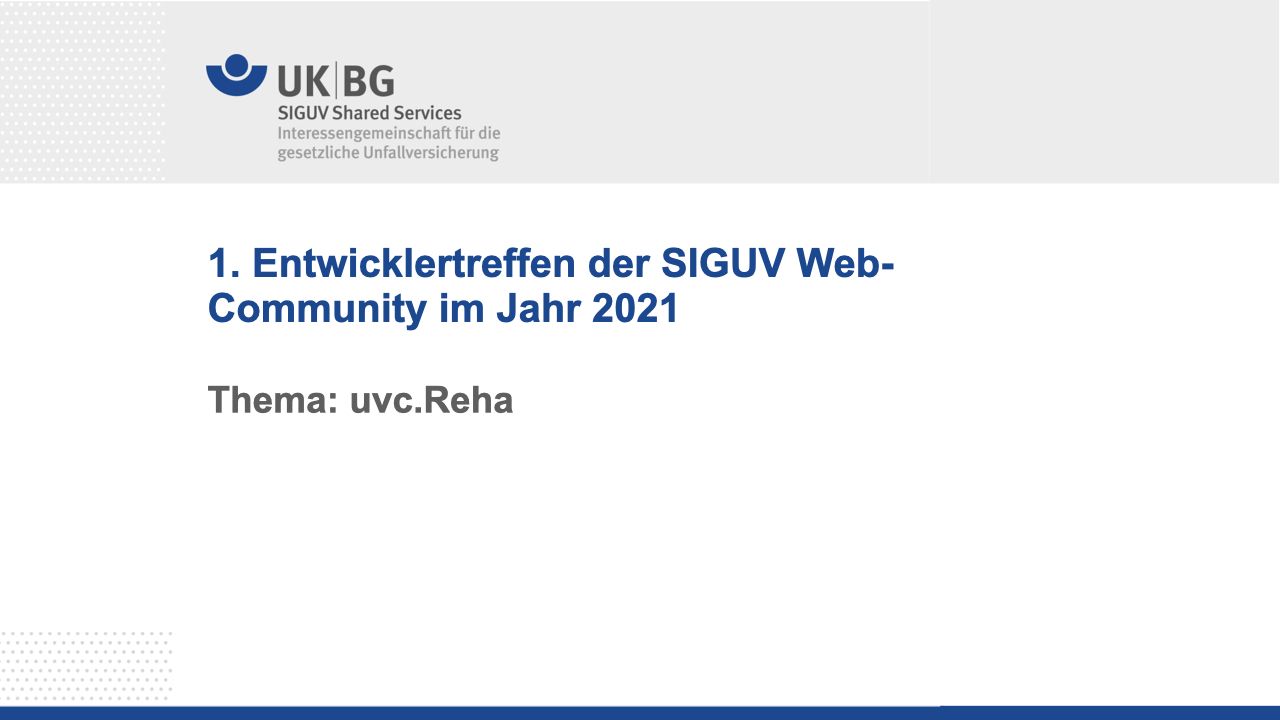 UK|BG
SIGUV Shared Services
Interessengemeinschaft für die
gesetzliche Unfallversicherung
1. Entwicklertreffen der SIGUV Web-
Community im Jahr 2021
Thema: uvc.Reha